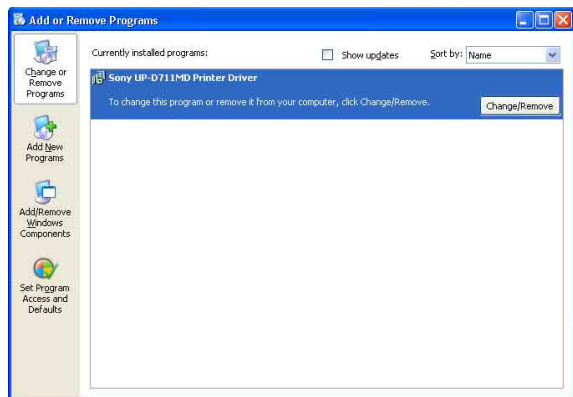 Add or Remove Programs
Change or
Remove
Programs
Currently installed programs:
Show updates
Sort by:
Name
Sony UP-D711MD Printer Driver
To change this program or remove it from your computer, click Change/Remove.
Change/Remove
Add New
Programs
Add/Remove
Windows
Components
Set Program
Access and
Defaults